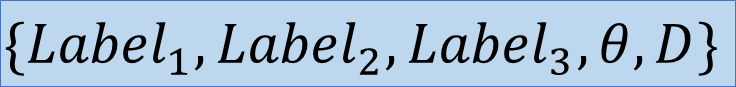 {Label₁, Label₂, Label₃, θ, D}